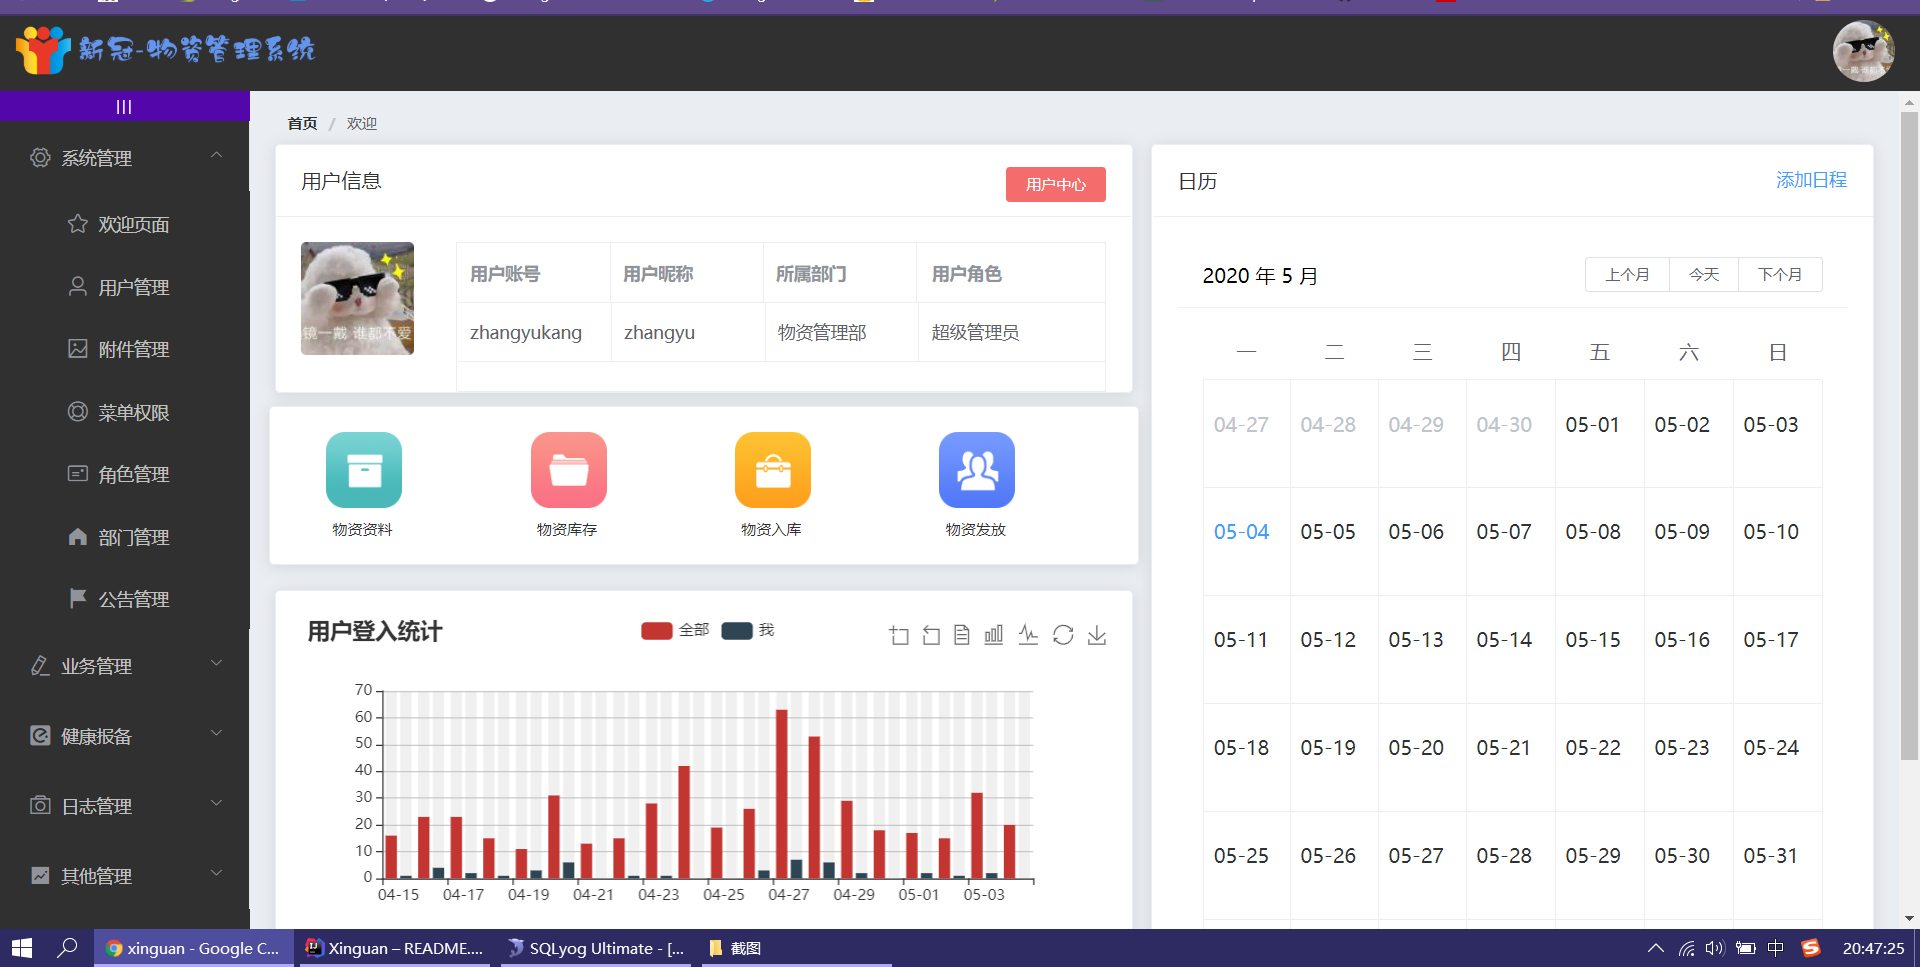 新冠-物资管理系统
|||
系统管理
欢迎页面
用户管理
附件管理
菜单权限
角色管理
部门管理
公告管理
业务管理
健康报备
日志管理
其他管理
首页 / 欢迎
用户信息
用户中心
镜一戴 谁都不爱
用户账号 用户昵称 所属部门 用户角色
zhangyukang zhangyu 物资管理部 超级管理员
物资资料 物资库存 物资入库 物资发放
用户登入统计
全部 我
70
60
50
40
30
20
10
0
04-15 04-17 04-19 04-21 04-23 04-25 04-27 04-29 05-01 05-03
日历
添加日程
2020 年 5 月
上个月 今天 下个月
一 二 三 四 五 六 日
04-27 04-28 04-29 04-30 05-01 05-02 05-03
05-04 05-05 05-06 05-07 05-08 05-09 05-10
05-11 05-12 05-13 05-14 05-15 05-16 05-17
05-18 05-19 05-20 05-21 05-22 05-23 05-24
05-25 05-26 05-27 05-28 05-29 05-30 05-31
xinguan - Google C...
Xinguan – README....
SQLyog Ultimate - [...
截图
中
20:47:25